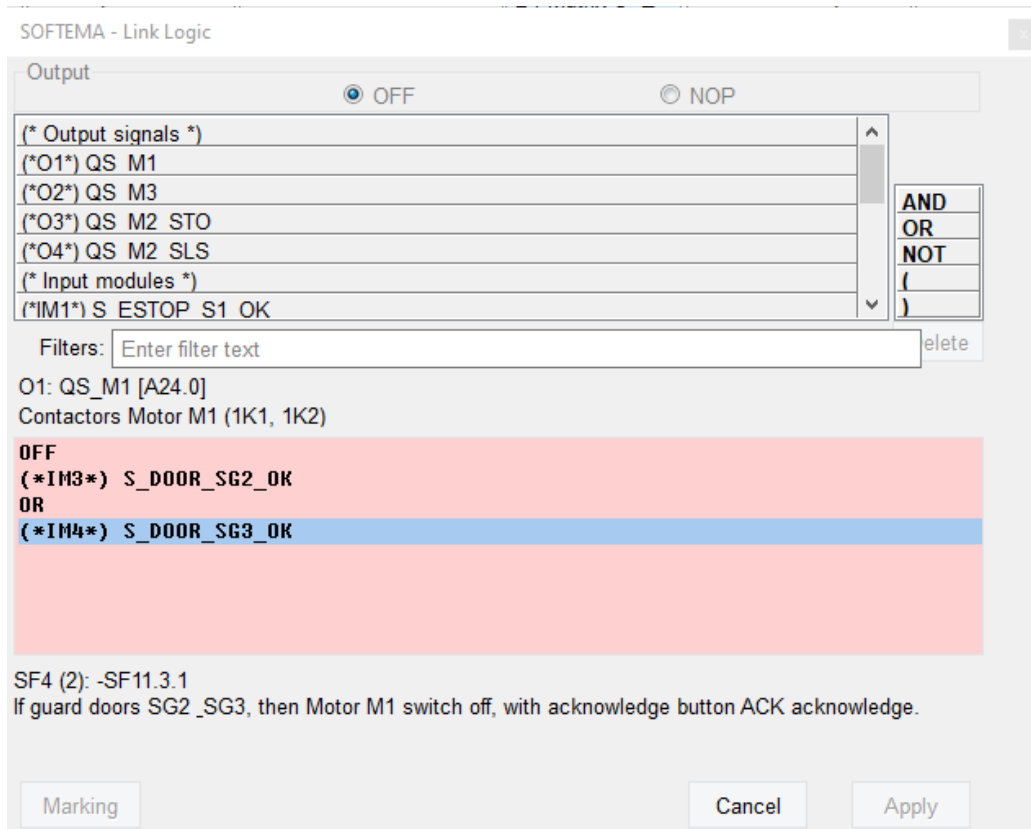 SOFTEMA - Link Logic
x
Output
OFF NOP
(* Output signals *)
(*O1*) QS_M1
(*O2*) QS_M3
(*O3*) QS_M2_STO
(*O4*) QS_M2_SLS
(* Input modules *)
(*IM1*) S_ESTOP_S1_OK
AND
OR
NOT
(
)
Filters: Enter filter text
elete
O1: QS_M1 [A24.0]
Contactors Motor M1 (1K1, 1K2)
OFF
(*IM3*) S_DOOR_SG2_OK
OR
(*IM4*) S_DOOR_SG3_OK
SF4 (2): -SF11.3.1
If guard doors SG2 _SG3, then Motor M1 switch off, with acknowledge button ACK acknowledge.
Marking Cancel Apply